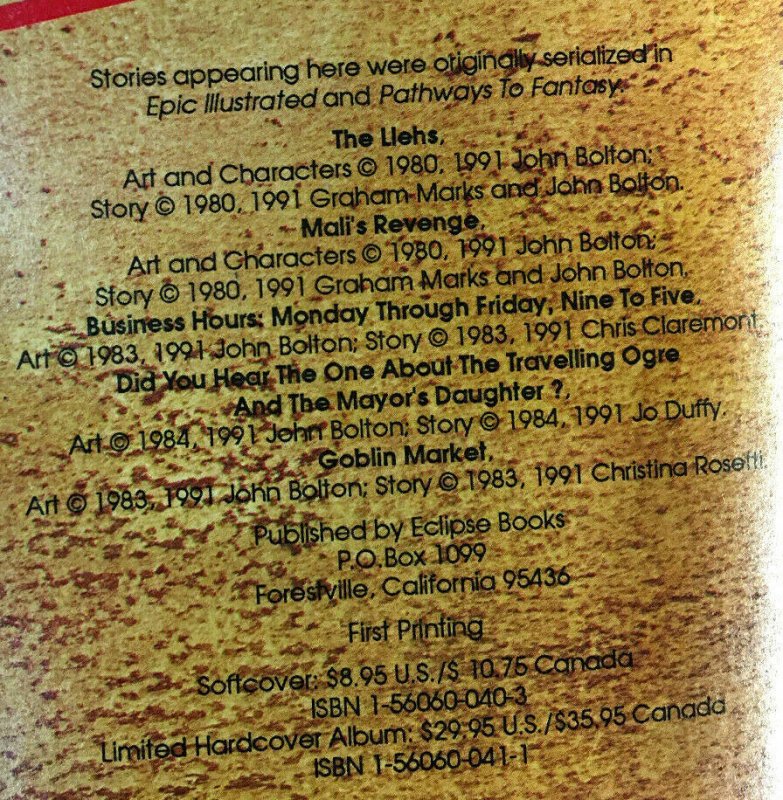 Stories appearing here were originally serialized in
Epic Illustrated and Pathways To Fantasy.
The Llehs,
Art and Characters © 1980, 1991 John Bolton;
Story © 1980, 1991 Graham Marks and John Bolton.
Mali's Revenge,
Art and Characters © 1980, 1991 John Bolton;
Story © 1980, 1991 Graham Marks and John Bolton,
Business Hours: Monday Through Friday, Nine To Five,
Art © 1983, 1991 John Bolton; Story © 1983, 1991 Chris Claremont,
Did You Hear The One About The Travelling Ogre
And The Mayor's Daughter ?,
Art © 1984, 1991 John Bolton; Story © 1984, 1991 Jo Duffy.
Goblin Market,
Art © 1983, 1991 John Bolton; Story © 1983, 1991 Christina Rosetti.
Published by Eclipse Books
P.O.Box 1099
Forestville, California 95436
First Printing
Softcover: $8.95 U.S./$ 10.75 Canada
ISBN 1-56060-040-3
Limited Hardcover Album: $29.95 U.S./$35.95 Canada
ISBN 1-56060-041-1